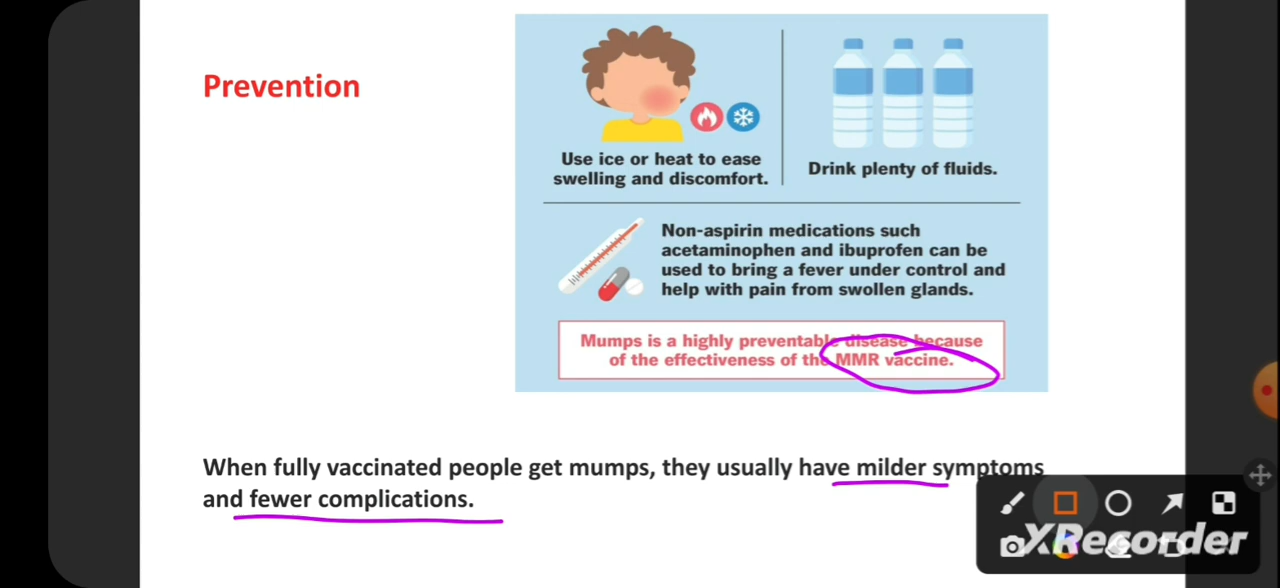 Prevention
Use ice or heat to ease
swelling and discomfort.
Drink plenty of fluids.
Non-aspirin medications such
acetaminophen and ibuprofen can be
used to bring a fever under control and
help with pain from swollen glands.
Mumps is a highly preventable disease because
of the effectiveness of the MMR vaccine.
When fully vaccinated people get mumps, they usually have milder symptoms
and fewer complications.
XRecorder